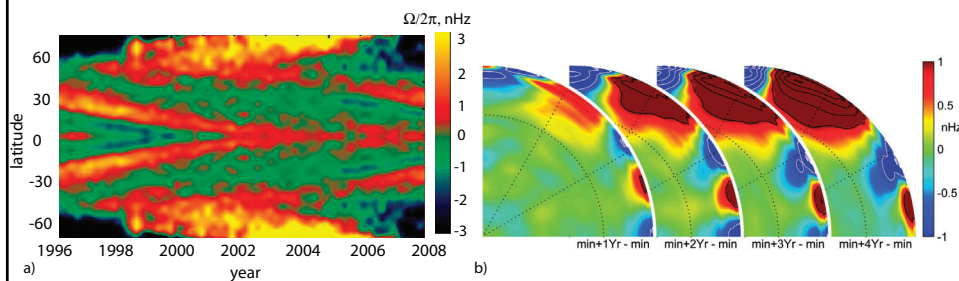 Ω/2π, nHz
latitude
60
30
0
-30
-60
3
2
1
0
-1
-2
-3
1996 1998 2000 2002 2004 2006 2008
year
a)
1
0.5
nHz
0
-0.5
-1
min+1Yr - min min+2Yr - min min+3Yr - min min+4Yr - min
b)